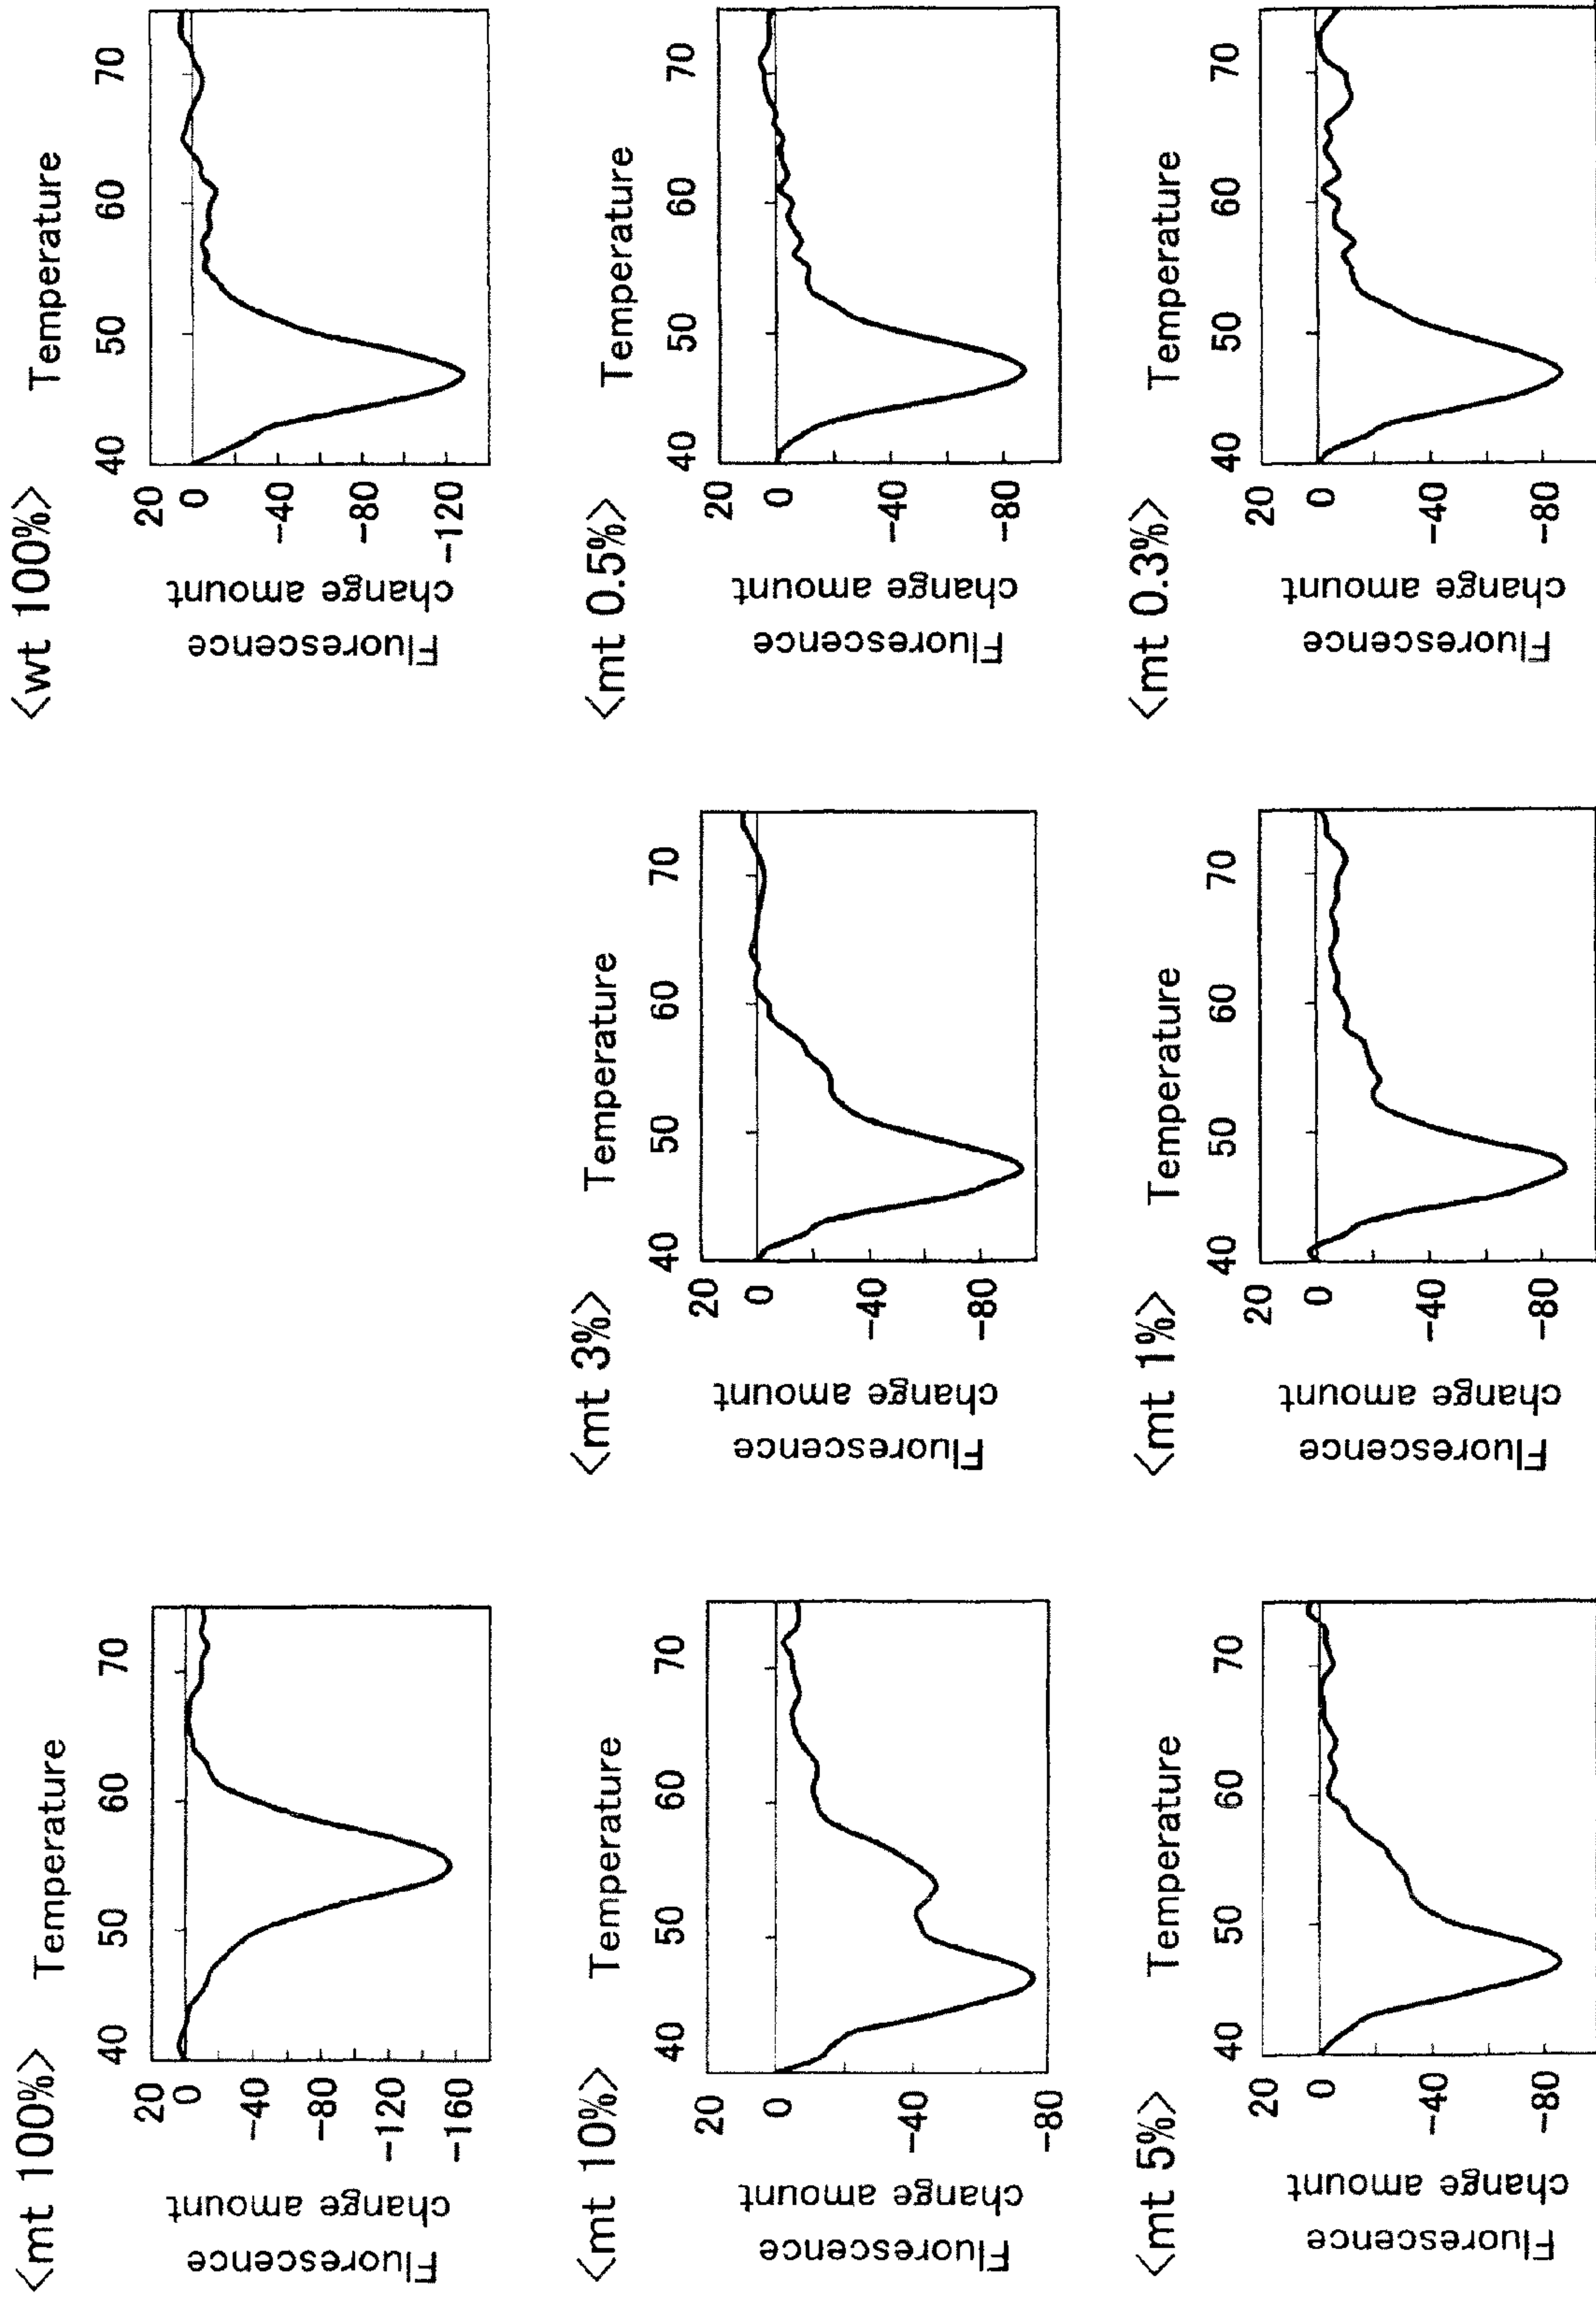 <mt 100%>
Temperature
40 50 60 70
20
0
-40
-80
-120
-160
Fluorescence
change amount
<wt 100%>
Temperature
40 50 60 70
20
0
-40
-80
-120
Fluorescence
change amount
<mt 10%>
Temperature
40 50 60 70
20
0
-40
-80
Fluorescence
change amount
<mt 3%>
Temperature
40 50 60 70
20
0
-40
-80
Fluorescence
change amount
<mt 0.5%>
Temperature
40 50 60 70
20
0
-40
-80
Fluorescence
change amount
<mt 5%>
Temperature
40 50 60 70
20
0
-40
-80
Fluorescence
change amount
<mt 1%>
Temperature
40 50 60 70
20
0
-40
-80
Fluorescence
change amount
<mt 0.3%>
Temperature
40 50 60 70
20
0
-40
-80
Fluorescence
change amount